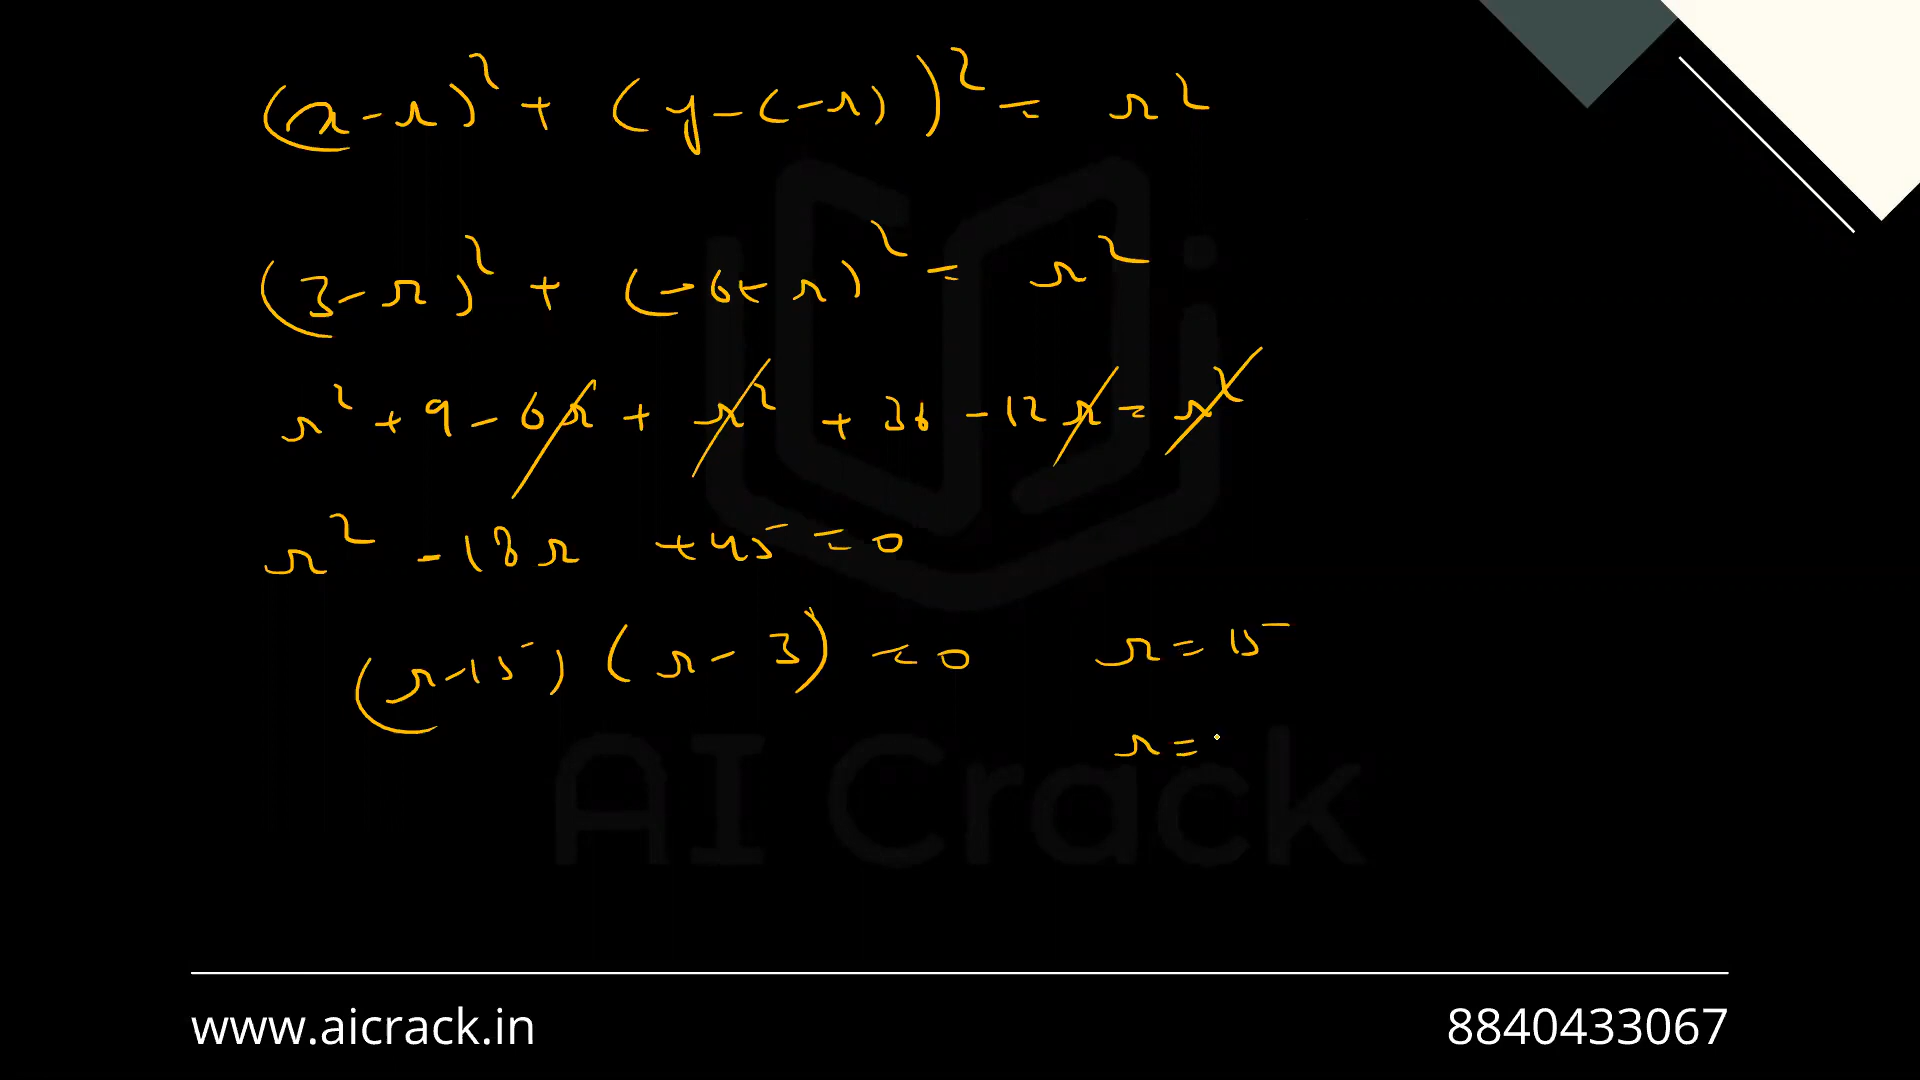 (x-r)² + (y-(-r))² = r²
(3-r)² + (-6+r)² = r²
r² + 9 - 6r + r² + 36 - 12r = r²
r² - 18r + 45 = 0
(r-15) (r-3) = 0 r = 15
r =
AI Crack
www.aicrack.in 8840433067